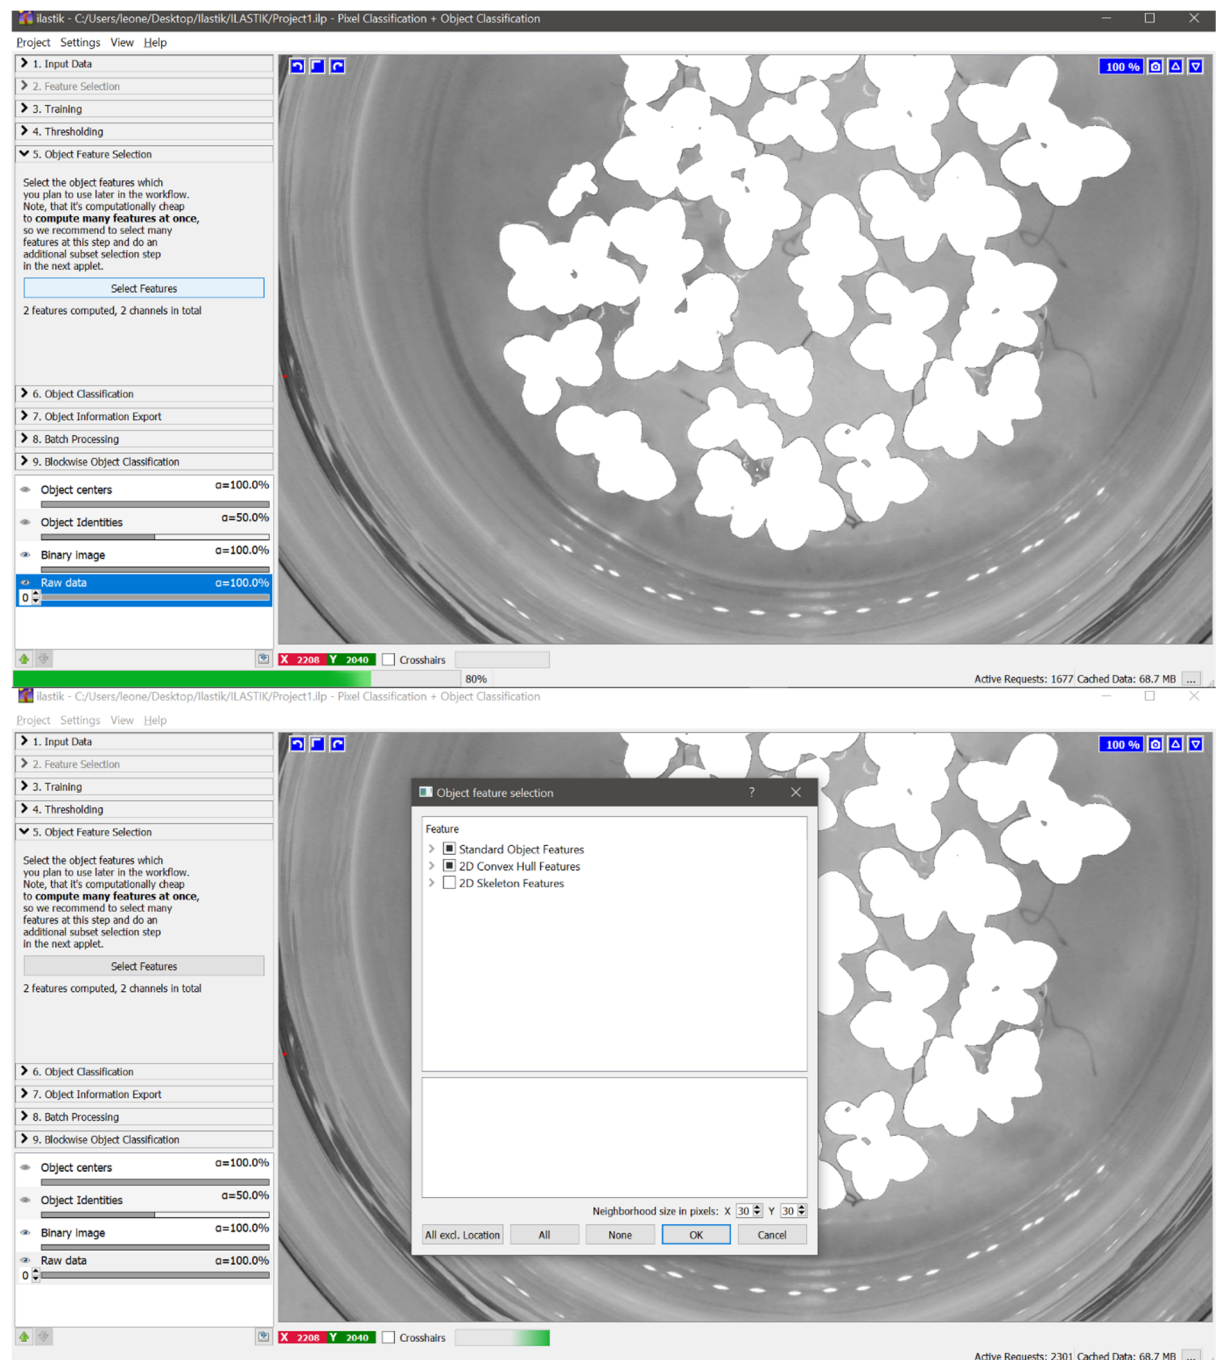 ilastik - C:/Users/leone/Desktop/Ilastik/ILASTIK/Project1.ilp - Pixel Classification + Object Classification
Project Settings View Help
1. Input Data
2. Feature Selection
3. Training
4. Thresholding
5. Object Feature Selection
Select the object features which
you plan to use later in the workflow.
Note, that it's computationally cheap
to compute many features at once,
so we recommend to select many
features at this step and do an
additional subset selection step
in the next applet.
Select Features
2 features computed, 2 channels in total
6. Object Classification
7. Object Information Export
8. Batch Processing
9. Blockwise Object Classification
Object centers α=100.0%
Object Identities α=50.0%
Binary image α=100.0%
Raw data α=100.0%
0
100 %
X 2208 Y 2040 Crosshairs
80%
Active Requests: 1677 Cached Data: 68.7 MB ...
ilastik - C:/Users/leone/Desktop/Ilastik/ILASTIK/Project1.ilp - Pixel Classification + Object Classification
Project Settings View Help
1. Input Data
2. Feature Selection
3. Training
4. Thresholding
5. Object Feature Selection
Select the object features which
you plan to use later in the workflow.
Note, that it's computationally cheap
to compute many features at once,
so we recommend to select many
features at this step and do an
additional subset selection step
in the next applet.
Select Features
2 features computed, 2 channels in total
6. Object Classification
7. Object Information Export
8. Batch Processing
9. Blockwise Object Classification
Object centers α=100.0%
Object Identities α=50.0%
Binary image α=100.0%
Raw data α=100.0%
0
100 %
Object feature selection ?
Feature
Standard Object Features
2D Convex Hull Features
2D Skeleton Features
Neighborhood size in pixels: X 30 Y 30
All excl. Location All None OK Cancel
X 2208 Y 2040 Crosshairs
Active Requests: 2301 Cached Data: 68.7 MB ...